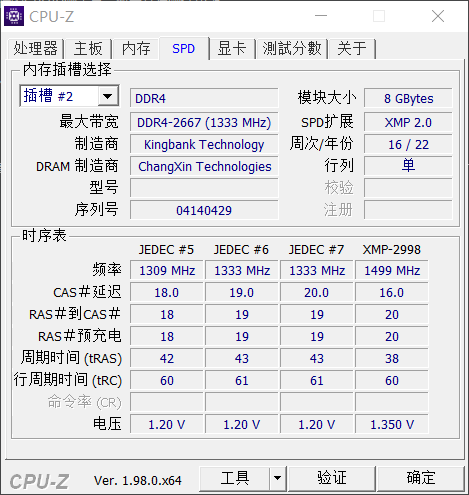 CPU-Z
处理器 主板 内存 SPD 显卡 測試分數 关于
内存插槽选择
插槽 #2 DDR4 模块大小 8 GBytes
最大带宽 DDR4-2667 (1333 MHz) SPD扩展 XMP 2.0
制造商 Kingbank Technology 周次/年份 16 / 22
DRAM 制造商 ChangXin Technologies 行列 单
型号 校验
序列号 04140429 注册
时序表
JEDEC #5 JEDEC #6 JEDEC #7 XMP-2998
频率 1309 MHz 1333 MHz 1333 MHz 1499 MHz
CAS#延迟 18.0 19.0 20.0 16.0
RAS#到CAS# 18 19 19 20
RAS#预充电 18 19 19 20
周期时间 (tRAS) 42 43 43 38
行周期时间 (tRC) 60 61 61 60
命令率 (CR)
电压 1.20 V 1.20 V 1.20 V 1.350 V
CPU-Z Ver. 1.98.0.x64 工具 验证 确定